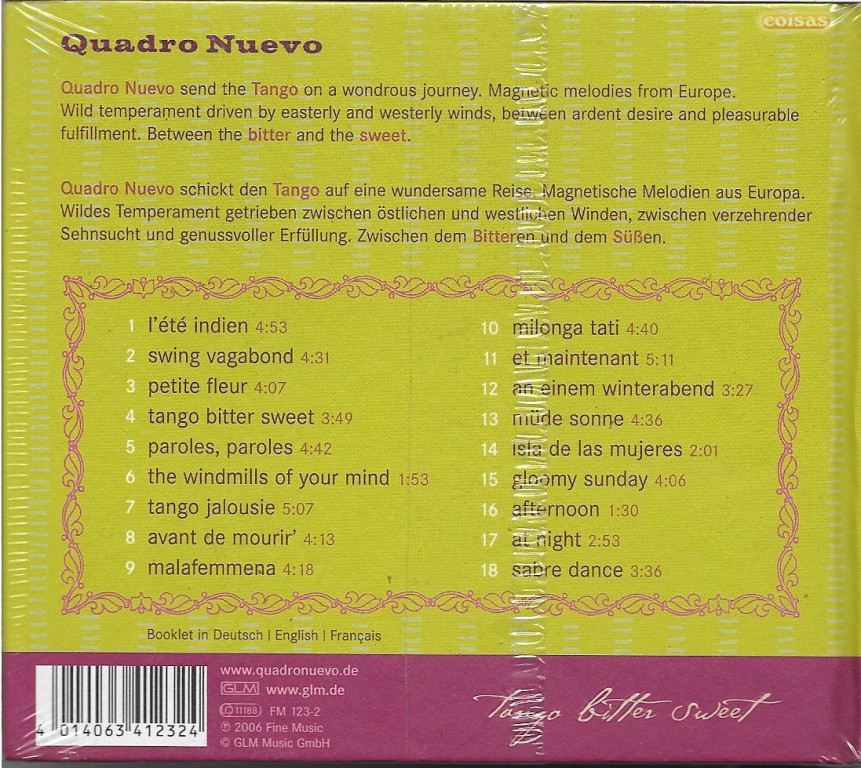 coisas
Quadro Nuevo
Quadro Nuevo send the Tango on a wondrous journey. Magnetic melodies from Europe.
Wild temperament driven by easterly and westerly winds, between ardent desire and pleasurable
fulfillment. Between the bitter and the sweet.
Quadro Nuevo schickt den Tango auf eine wundersame Reise. Magnetische Melodien aus Europa.
Wildes Temperament getrieben zwischen östlichen und westlichen Winden, zwischen verzehrender
Sehnsucht und genussvoller Erfüllung. Zwischen dem Bitteren und dem Süßen.
1 l'été indien 4:53
2 swing vagabond 4:31
3 petite fleur 4:07
4 tango bitter sweet 3:49
5 paroles, paroles 4:42
6 the windmills of your mind 1:53
7 tango jalousie 5:07
8 avant de mourir' 4:13
9 malafemmena 4:18
10 milonga tati 4:40
11 et maintenant 5:11
12 an einem winterabend 3:27
13 müde sonne 4:36
14 isla de las mujeres 2:01
15 gloomy sunday 4:06
16 afternoon 1:30
17 at night 2:53
18 sabre dance 3:36
Booklet in Deutsch | English | Français
www.quadronuevo.de
GLM www.glm.de
LC 11188 FM 123-2
℗ 2006 Fine Music
© GLM Music GmbH
4 014063 412324
tango bitter sweet